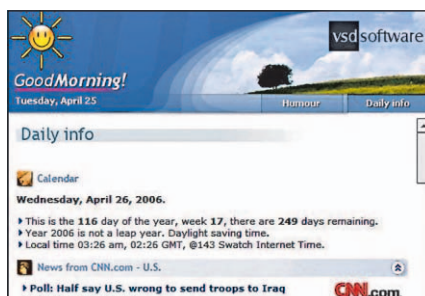 vsdsoftware
GoodMorning!
Tuesday, April 25
Humour
Daily info
Daily info
Calendar
Wednesday, April 26, 2006.
This is the 116 day of the year, week 17, there are 249 days remaining.
Year 2006 is not a leap year. Daylight saving time.
Local time 03:26 am, 02:26 GMT, @143 Swatch Internet Time.
News from CNN.com - U.S.
Poll: Half say U.S. wrong to send troops to Iraq
CNN.com